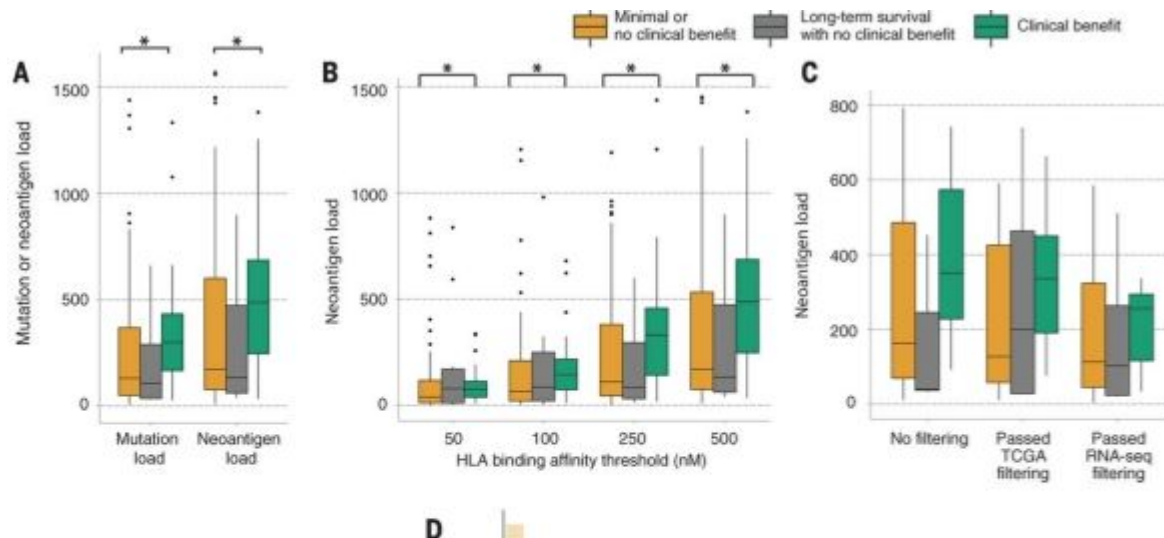 Minimal or
no clinical benefit
Long-term survival
with no clinical benefit
Clinical benefit
A
*
*
Mutation or neoantigen load
1500
1000
500
0
Mutation
load
Neoantigen
load
B
*
*
*
*
Neoantigen load
1500
1000
500
0
50
100
250
500
HLA binding affinity threshold (nM)
C
Neoantigen load
800
600
400
200
0
No filtering
Passed
TCGA
filtering
Passed
RNA-seq
filtering
D